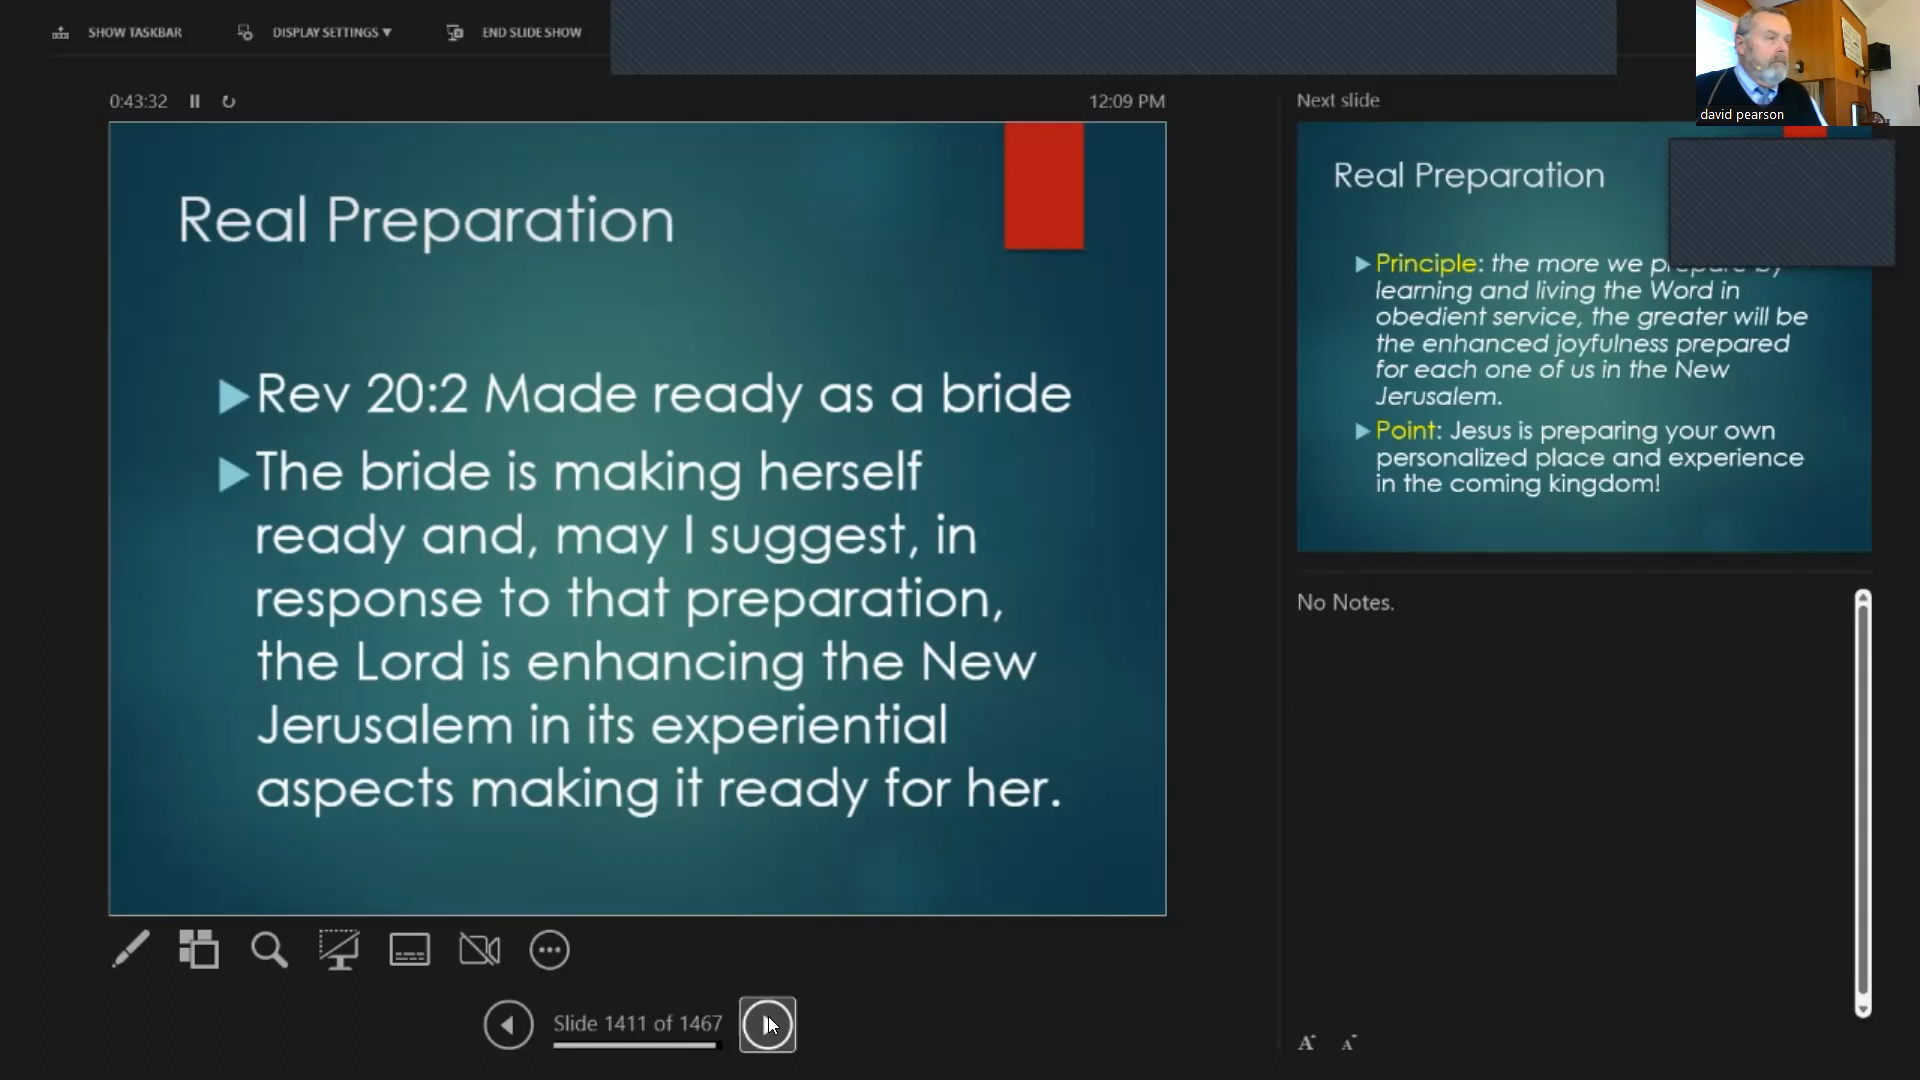 SHOW TASKBAR
DISPLAY SETTINGS ▼
END SLIDE SHOW
0:43:32
12:09 PM
Real Preparation
Rev 20:2 Made ready as a bride
The bride is making herself
ready and, may I suggest, in
response to that preparation,
the Lord is enhancing the New
Jerusalem in its experiential
aspects making it ready for her.
Slide 1411 of 1467
Next slide
david pearson
Real Preparation
Principle: the more we prepare by
learning and living the Word in
obedient service, the greater will be
the enhanced joyfulness prepared
for each one of us in the New
Jerusalem.
Point: Jesus is preparing your own
personalized place and experience
in the coming kingdom!
No Notes.
A A